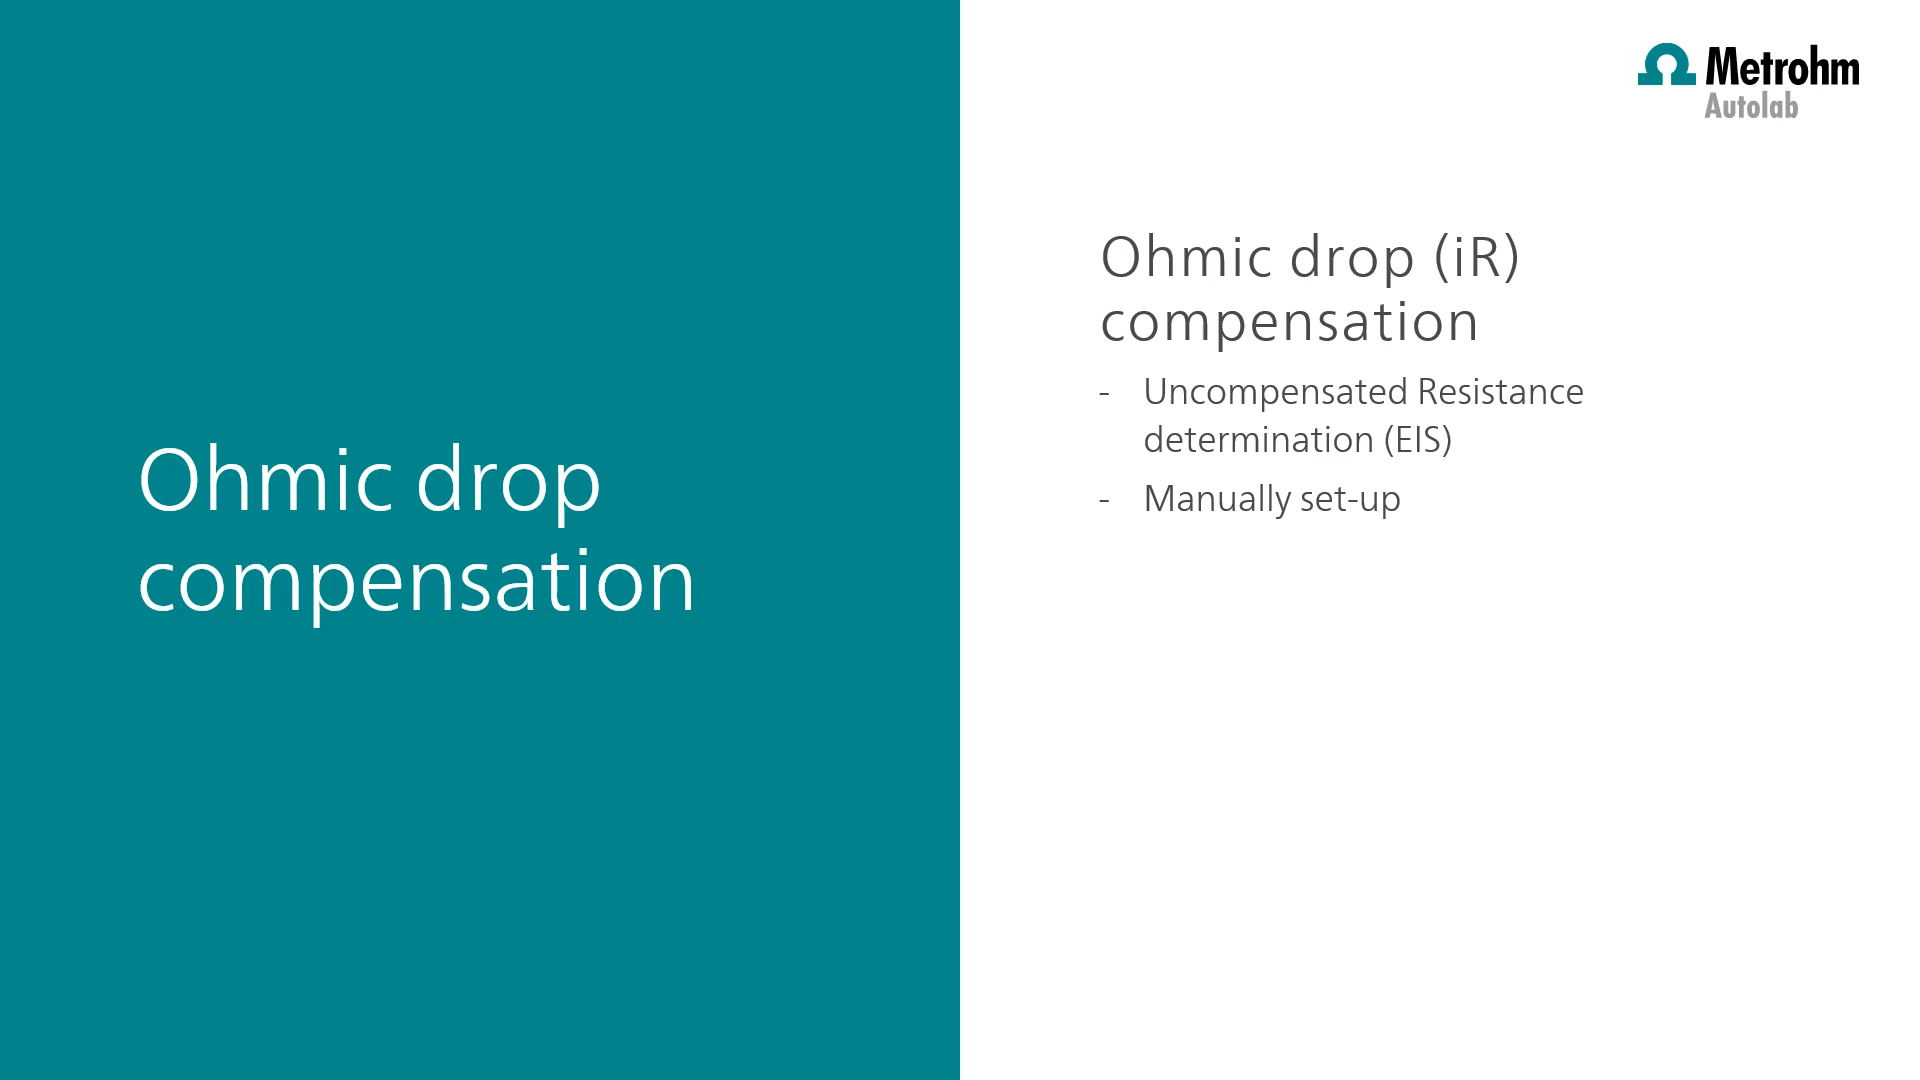 Ohmic drop
compensation
Metrohm
Autolab
Ohmic drop (iR)
compensation
- Uncompensated Resistance
determination (EIS)
- Manually set-up